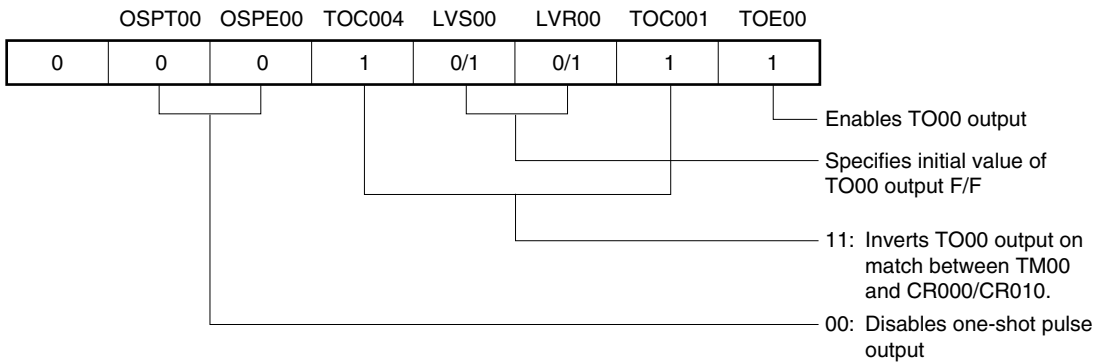 OSPT00 OSPE00 TOC004 LVS00 LVR00 TOC001 TOE00
0 0 0 1 0/1 0/1 1 1
Enables TO00 output
Specifies initial value of
TO00 output F/F
11: Inverts TO00 output on
match between TM00
and CR000/CR010.
00: Disables one-shot pulse
output